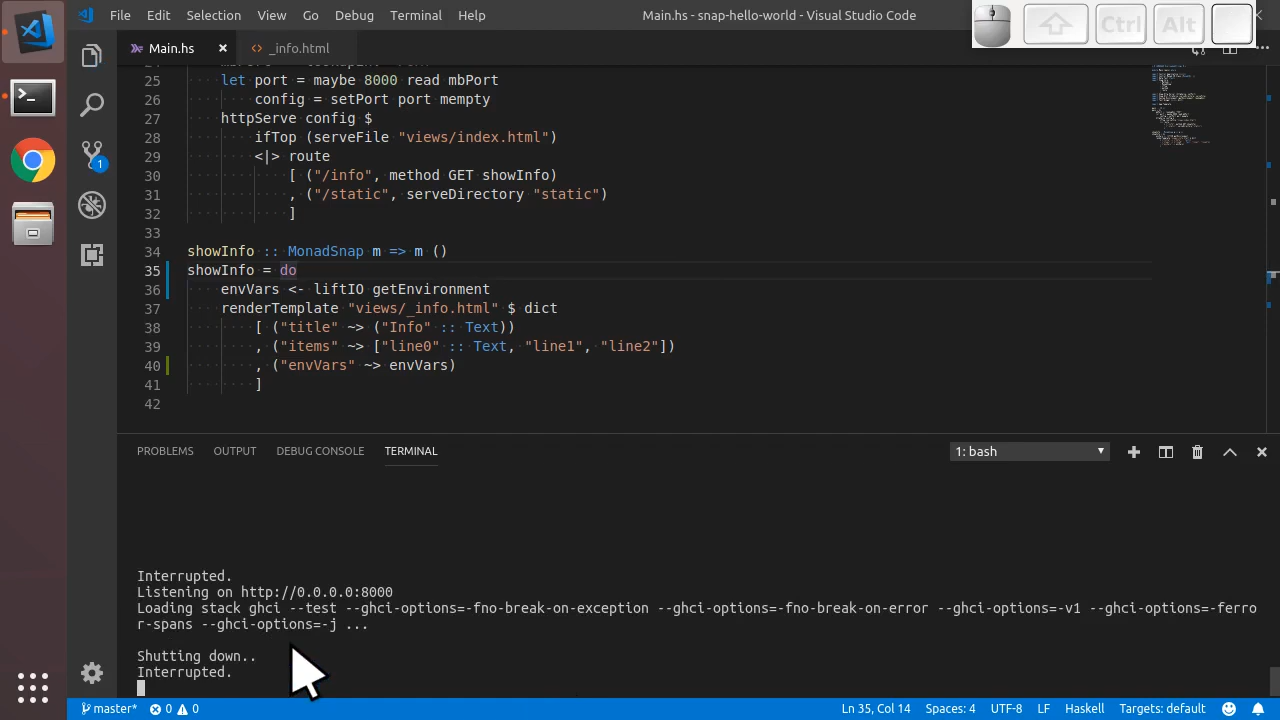 File Edit Selection View Go Debug Terminal Help
Main.hs - snap-hello-world - Visual Studio Code
Ctrl Alt
Main.hs
_info.html
25 let port = maybe 8000 read mbPort
26 config = setPort port mempty
27 httpServe config $
28 ifTop (serveFile "views/index.html")
29 <|> route
30 [ ("/info", method GET showInfo)
31 , ("/static", serveDirectory "static")
32 ]
33
34 showInfo :: MonadSnap m => m ()
35 showInfo = do
36 envVars <- liftIO getEnvironment
37 renderTemplate "views/_info.html" $ dict
38 [ ("title" ~> ("Info" :: Text))
39 , ("items" ~> ["line0" :: Text, "line1", "line2"])
40 , ("envVars" ~> envVars)
41 ]
42
1
PROBLEMS OUTPUT DEBUG CONSOLE TERMINAL
1: bash
Interrupted.
Listening on http://0.0.0.0:8000
Loading stack ghci --test --ghci-options=-fno-break-on-exception --ghci-options=-fno-break-on-error --ghci-options=-v1 --ghci-options=-ferro
r-spans --ghci-options=-j ...
Shutting down..
Interrupted.
master* 0 0
Ln 35, Col 14 Spaces: 4 UTF-8 LF Haskell Targets: default